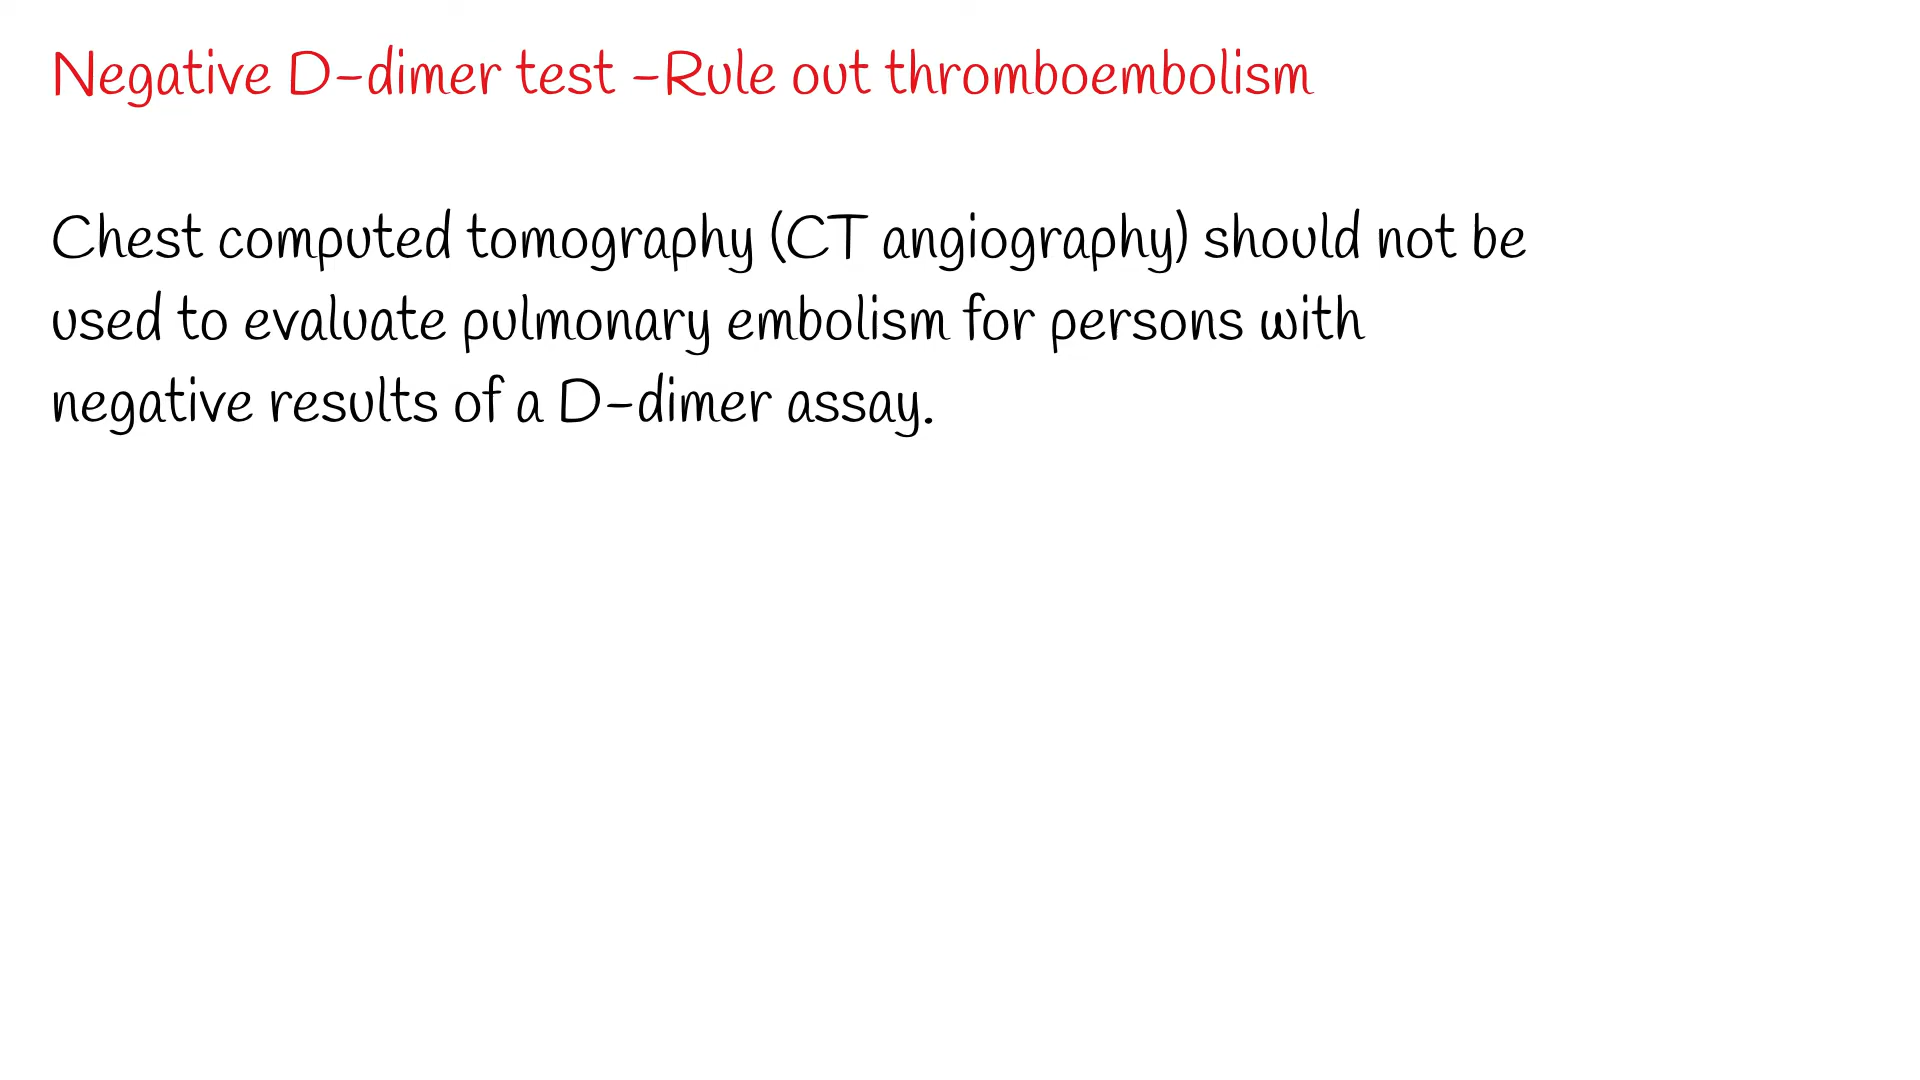 Negative D-dimer test -Rule out thromboembolism
Chest computed tomography (CT angiography) should not be
used to evaluate pulmonary embolism for persons with
negative results of a D-dimer assay.